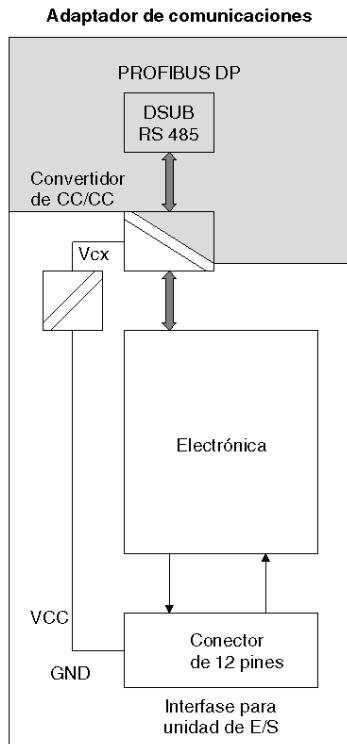 Adaptador de comunicaciones
PROFIBUS DP
DSUB
RS 485
Convertidor
de CC/CC
Vcx
Electrónica
VCC
GND
Conector
de 12 pines
Interfase para
unidad de E/S